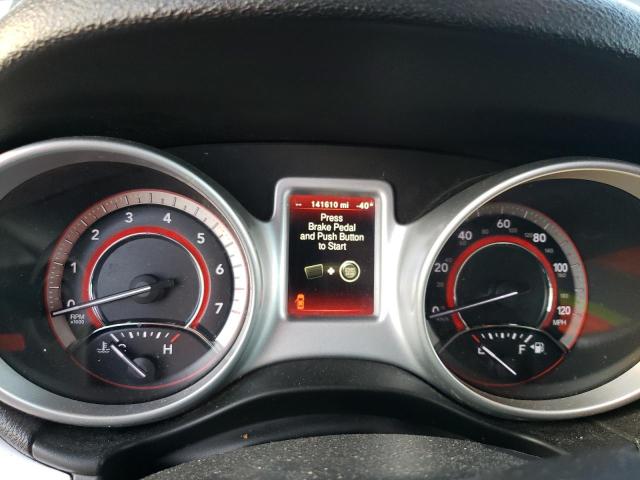 -- 141610 mi -40°
Press
Brake Pedal
and Push Button
to Start
0 1 2 3 4 5 6 7
RPM
x1000
H
0 20 40 60 80 100 120
MPH
F